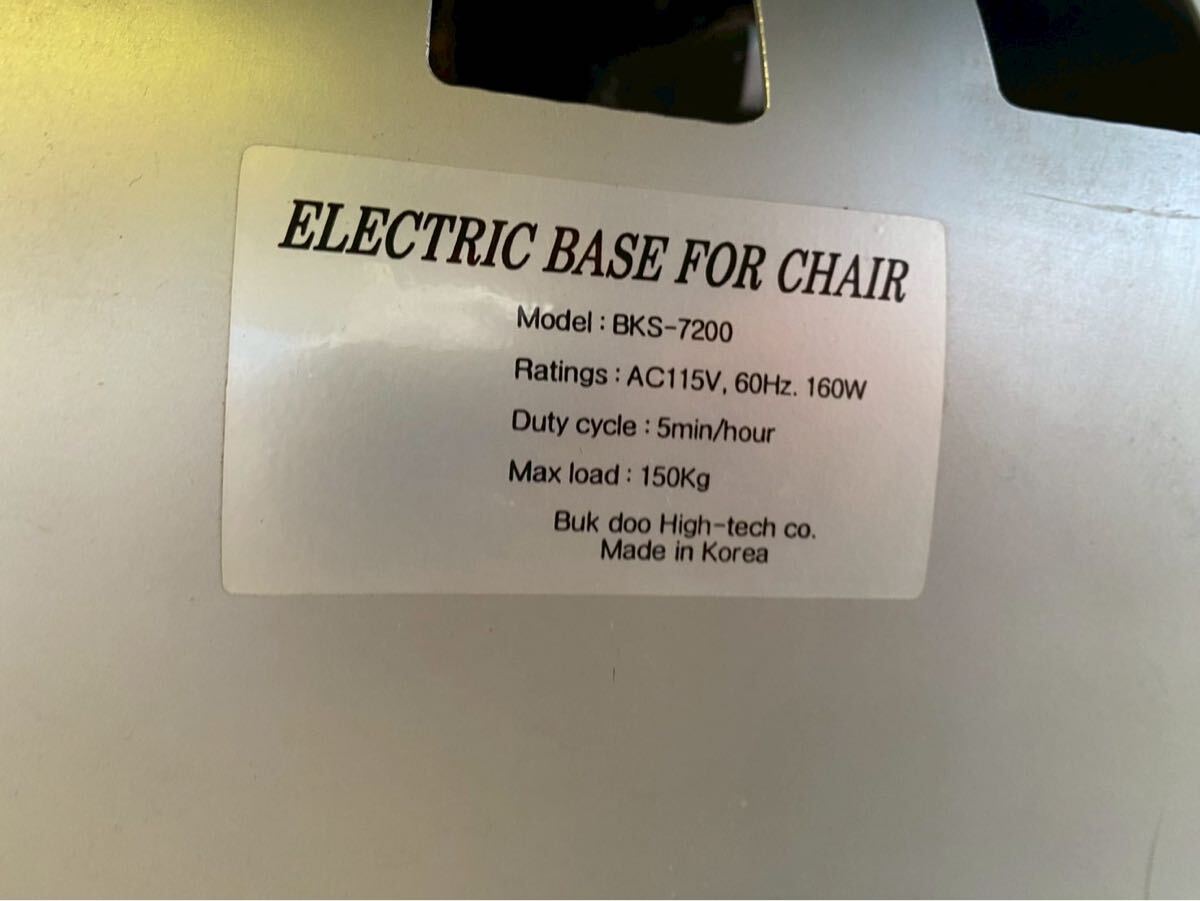 ELECTRIC BASE FOR CHAIR
Model : BKS-7200
Ratings : AC115V, 60Hz. 160W
Duty cycle : 5min/hour
Max load : 150Kg
Buk doo High-tech co.
Made in Korea